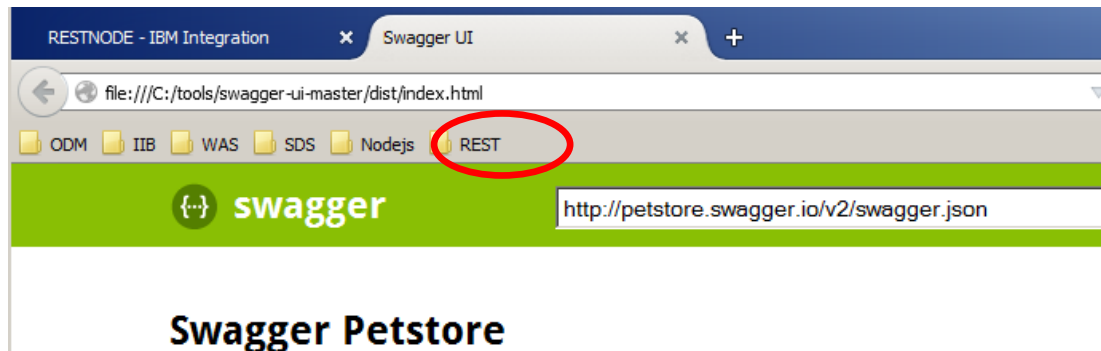 RESTNODE - IBM Integration Swagger UI
file:///C:/tools/swagger-ui-master/dist/index.html
ODM IIB WAS SDS Nodejs REST
{···} swagger http://petstore.swagger.io/v2/swagger.json
Swagger Petstore